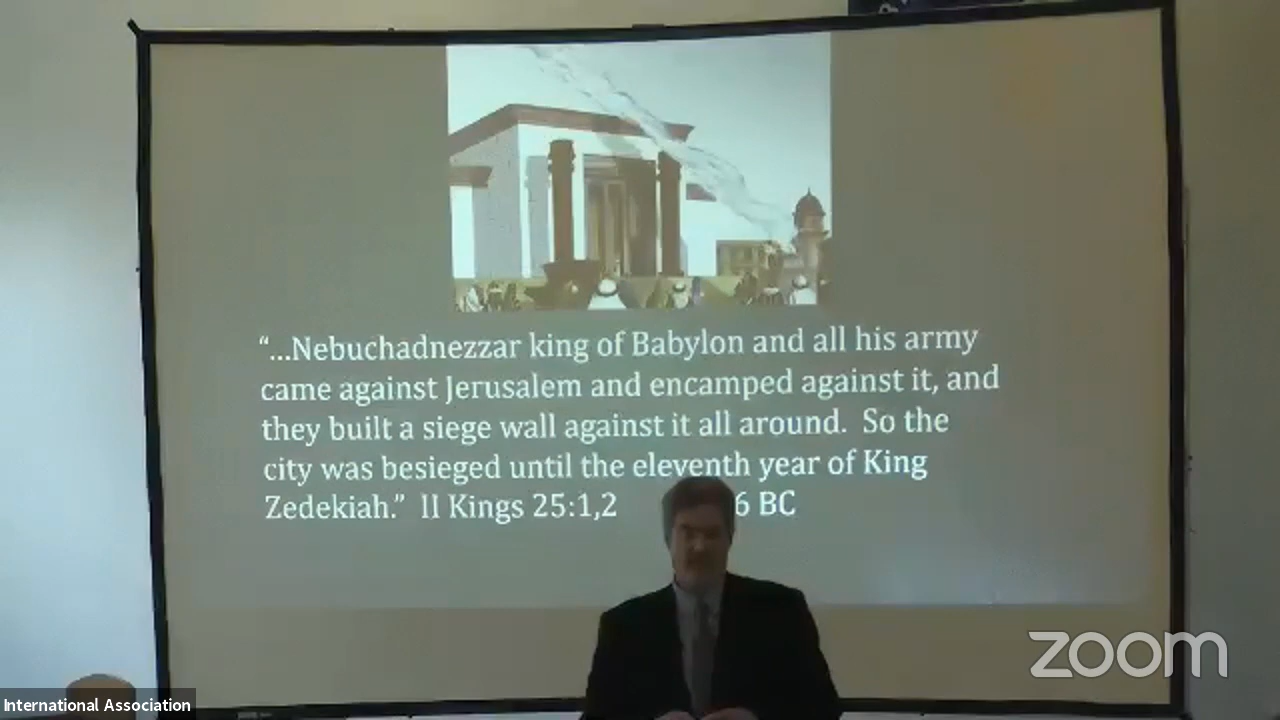 “...Nebuchadnezzar king of Babylon and all his army
came against Jerusalem and encamped against it, and
they built a siege wall against it all around.  So the
city was besieged until the eleventh year of King
Zedekiah.”  II Kings 25:1,2 6 BC
zoom
International Association